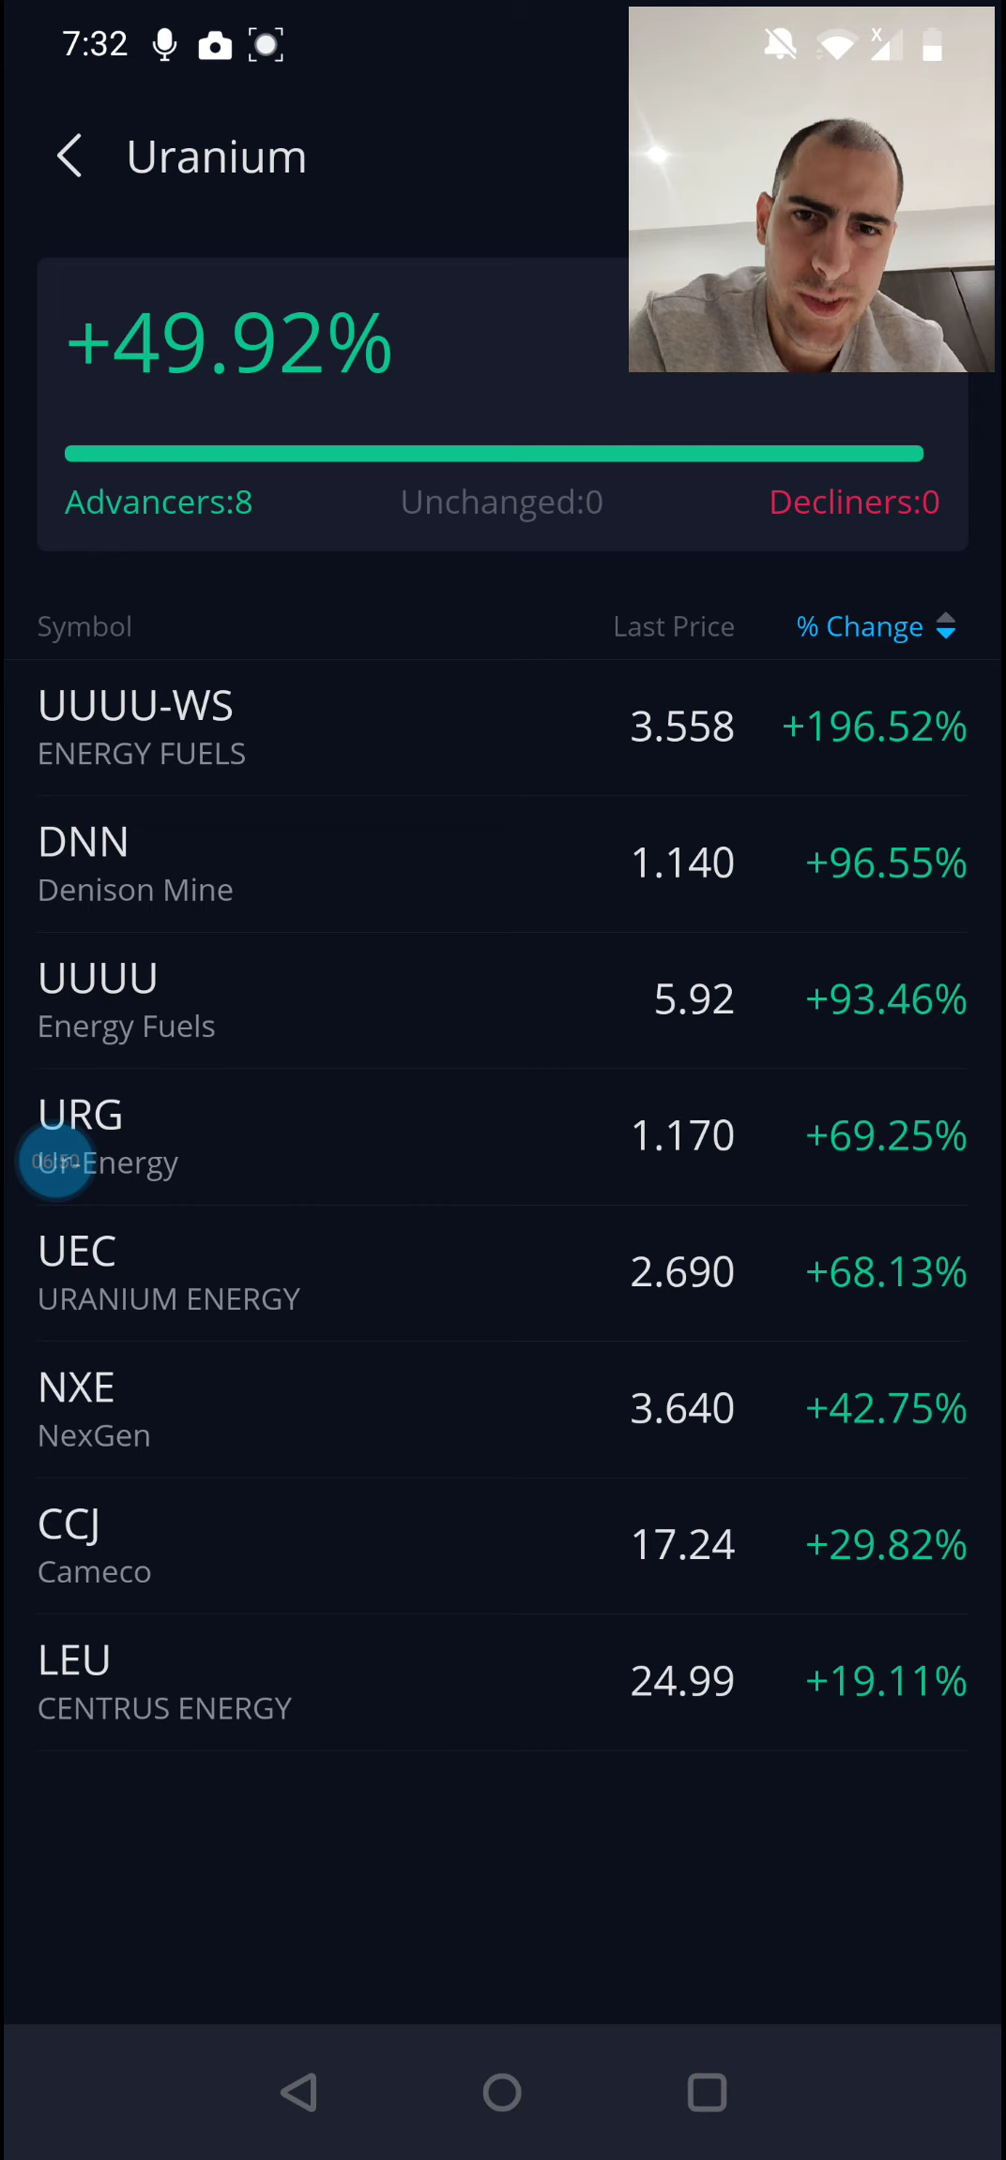 7:32
x
Uranium
+49.92%
Advancers:8 Unchanged:0 Decliners:0
Symbol Last Price % Change
UUUU-WS 3.558 +196.52%
ENERGY FUELS
DNN 1.140 +96.55%
Denison Mine
UUUU 5.92 +93.46%
Energy Fuels
URG 1.170 +69.25%
06:50
Ur-Energy
UEC 2.690 +68.13%
URANIUM ENERGY
NXE 3.640 +42.75%
NexGen
CCJ 17.24 +29.82%
Cameco
LEU 24.99 +19.11%
CENTRUS ENERGY